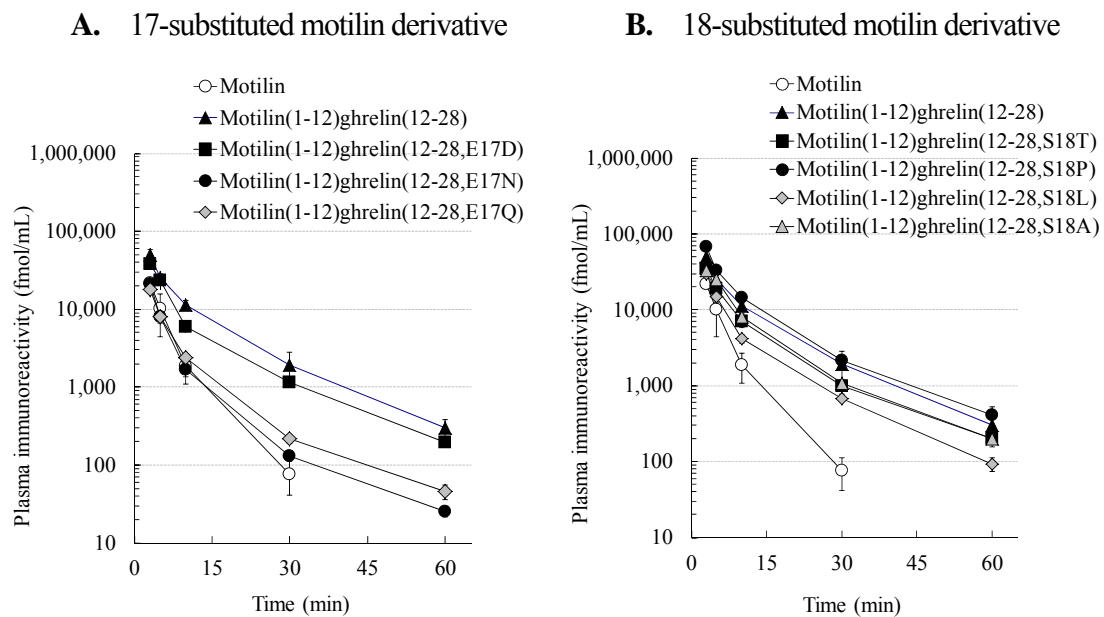 A. 17-substituted motilin derivative
Motilin
Motilin(1-12)ghrelin(12-28)
Motilin(1-12)ghrelin(12-28,E17D)
Motilin(1-12)ghrelin(12-28,E17N)
Motilin(1-12)ghrelin(12-28,E17Q)
Plasma immunoreactivity (fmol/mL)
1,000,000
100,000
10,000
1,000
100
10
0 15 30 45 60
Time (min)
B. 18-substituted motilin derivative
Motilin
Motilin(1-12)ghrelin(12-28)
Motilin(1-12)ghrelin(12-28,S18T)
Motilin(1-12)ghrelin(12-28,S18P)
Motilin(1-12)ghrelin(12-28,S18L)
Motilin(1-12)ghrelin(12-28,S18A)
Plasma immunoreactivity (fmol/mL)
1,000,000
100,000
10,000
1,000
100
10
0 15 30 45 60
Time (min)